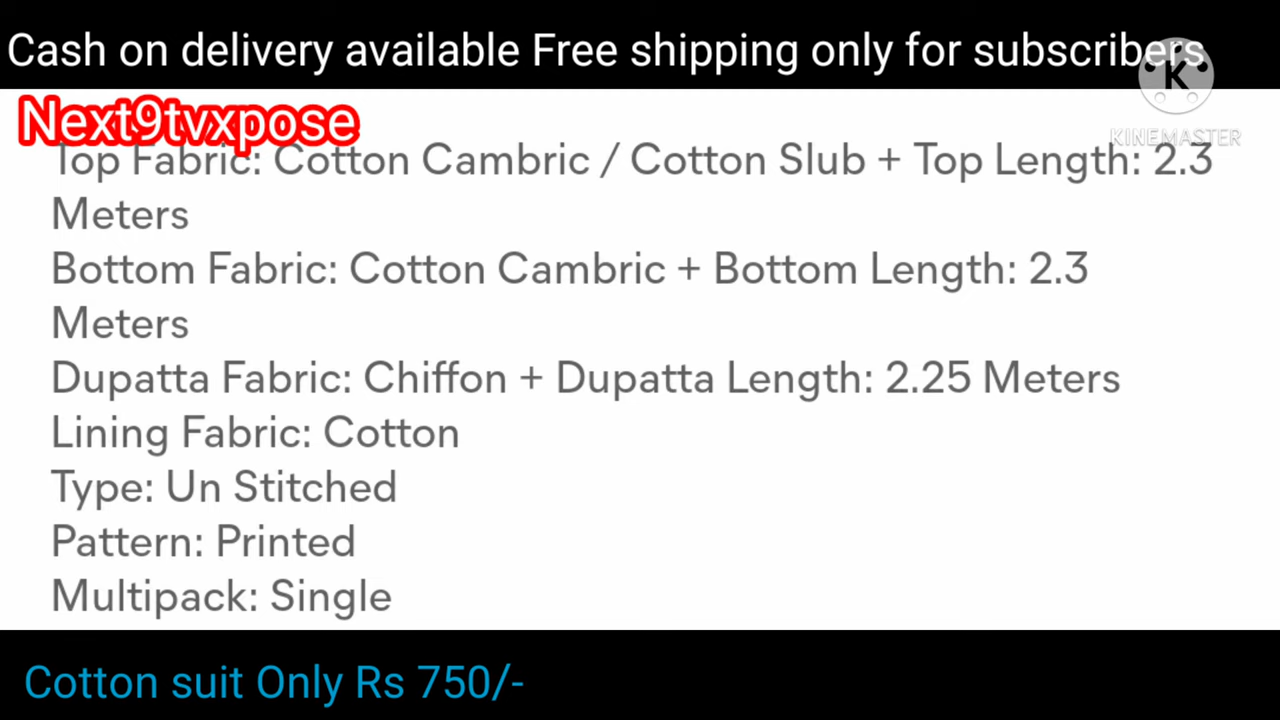 Cash on delivery available Free shipping only for subscribers
Next9tvxpose
KINEMASTER
Top Fabric: Cotton Cambric / Cotton Slub + Top Length: 2.3
Meters
Bottom Fabric: Cotton Cambric + Bottom Length: 2.3
Meters
Dupatta Fabric: Chiffon + Dupatta Length: 2.25 Meters
Lining Fabric: Cotton
Type: Un Stitched
Pattern: Printed
Multipack: Single
Cotton suit Only Rs 750/-